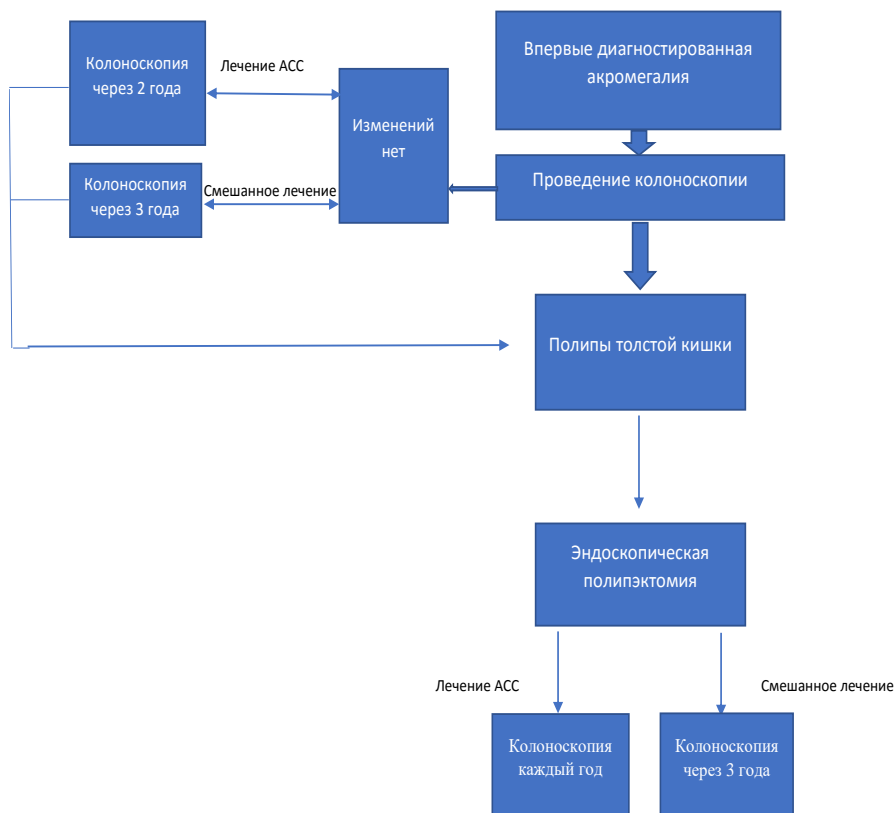 Впервые диагностированная
акромегалия
Колоноскопия
через 2 года
Лечение АСС
Изменений
нет
Проведение колоноскопии
Колоноскопия
через 3 года
Смешанное лечение
Полипы толстой кишки
Эндоскопическая
полипэктомия
Лечение АСС
Смешанное лечение
Колоноскопия
каждый год
Колоноскопия
через 3 года